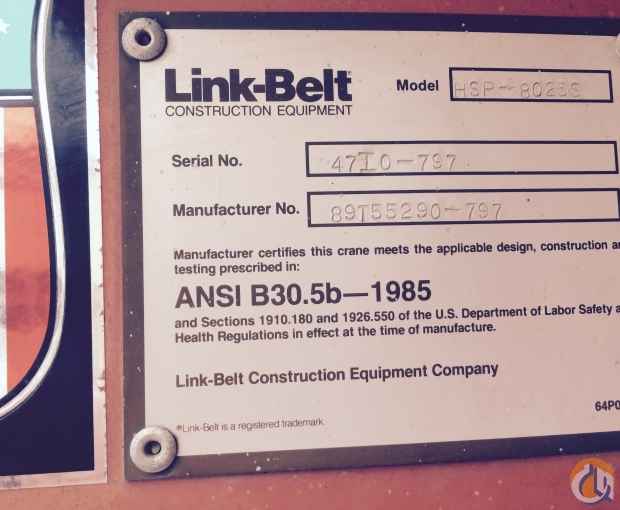 Link-Belt Model HSP-8028S
CONSTRUCTION EQUIPMENT
Serial No. 47I0-797
Manufacturer No. 89T55290-797
Manufacturer certifies this crane meets the applicable design, construction
testing prescribed in:
ANSI B30.5b—1985
and Sections 1910.180 and 1926.550 of the U.S. Department of Labor Safety
Health Regulations in effect at the time of manufacture.
Link-Belt Construction Equipment Company
64P0
®Link-Belt is a registered trademark.